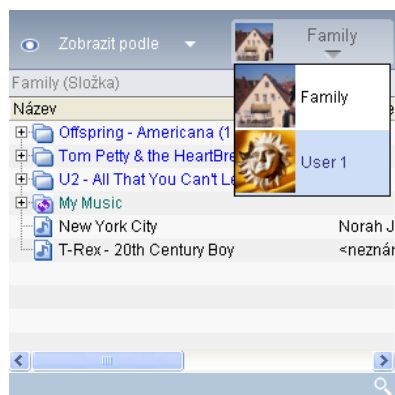 Zobrazit podle
Family
Family (Složka)
Family
Název
Offspring - Americana (1
Tom Petty & the HeartBre
User 1
U2 - All That You Can't Le
My Music
New York City Norah J
T-Rex - 20th Century Boy <neznár